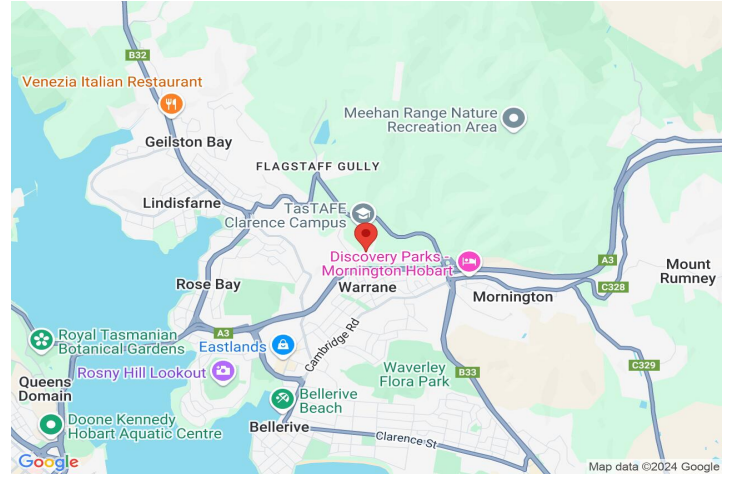 B32
Venezia Italian Restaurant
Meehan Range Nature
Recreation Area
Geilston Bay
FLAGSTAFF GULLY
Lindisfarne
TasTAFE
Clarence Campus
Discovery Parks -
Mornington Hobart
A3
Mount
Rumney
Rose Bay
Warrane
Mornington
C328
Royal Tasmanian
Botanical Gardens
A3
Eastlands
Cambridge Rd
Rosny Hill Lookout
Waverley
Flora Park
B33
C329
Queens
Domain
Bellerive
Beach
Doone Kennedy
Hobart Aquatic Centre
Bellerive
Clarence St
Google
Map data ©2024 Google